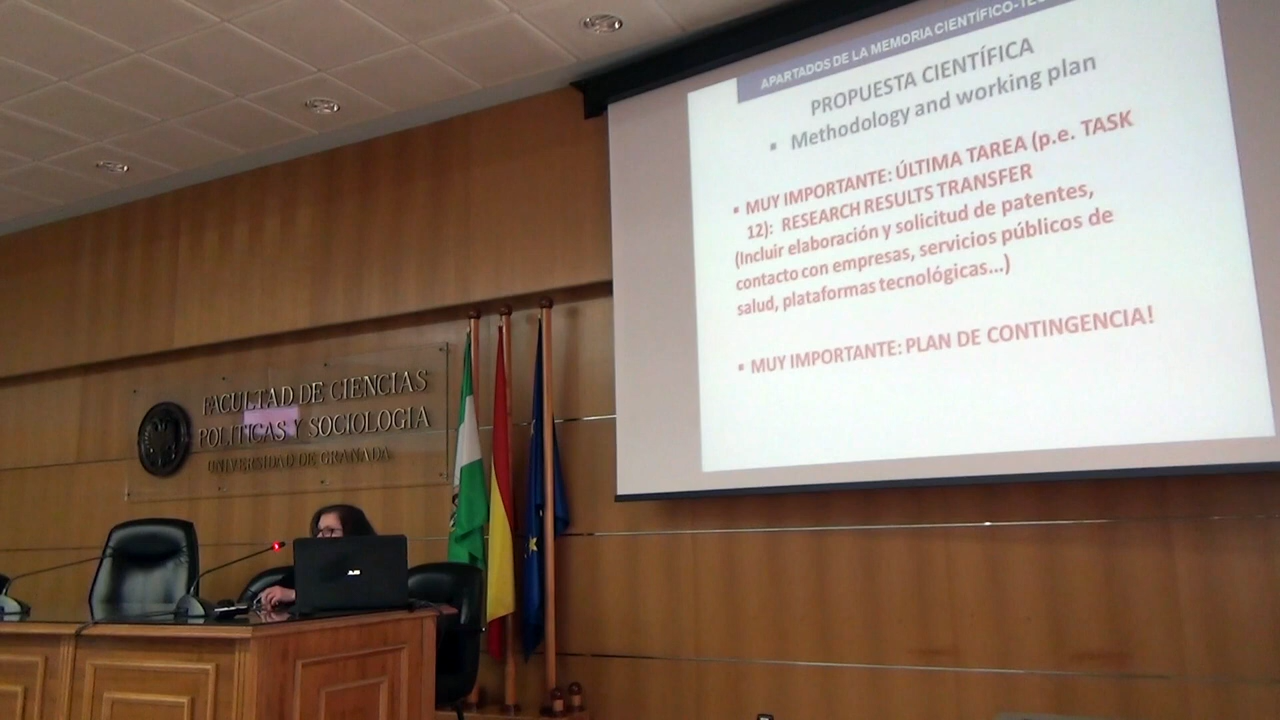 APARTADOS DE LA MEMORIA CIENTÍFICO-
PROPUESTA CIENTÍFICA
▪ Methodology and working plan
▪ MUY IMPORTANTE: ÚLTIMA TAREA (p.e. TASK
12): RESEARCH RESULTS TRANSFER
(Incluir elaboración y solicitud de patentes,
contacto con empresas, servicios públicos de
salud, plataformas tecnológicas...)
▪ MUY IMPORTANTE: PLAN DE CONTINGENCIA!
FACULTAD DE CIENCIAS
POLITICAS Y SOCIOLOGIA
UNIVERSIDAD DE GRANADA